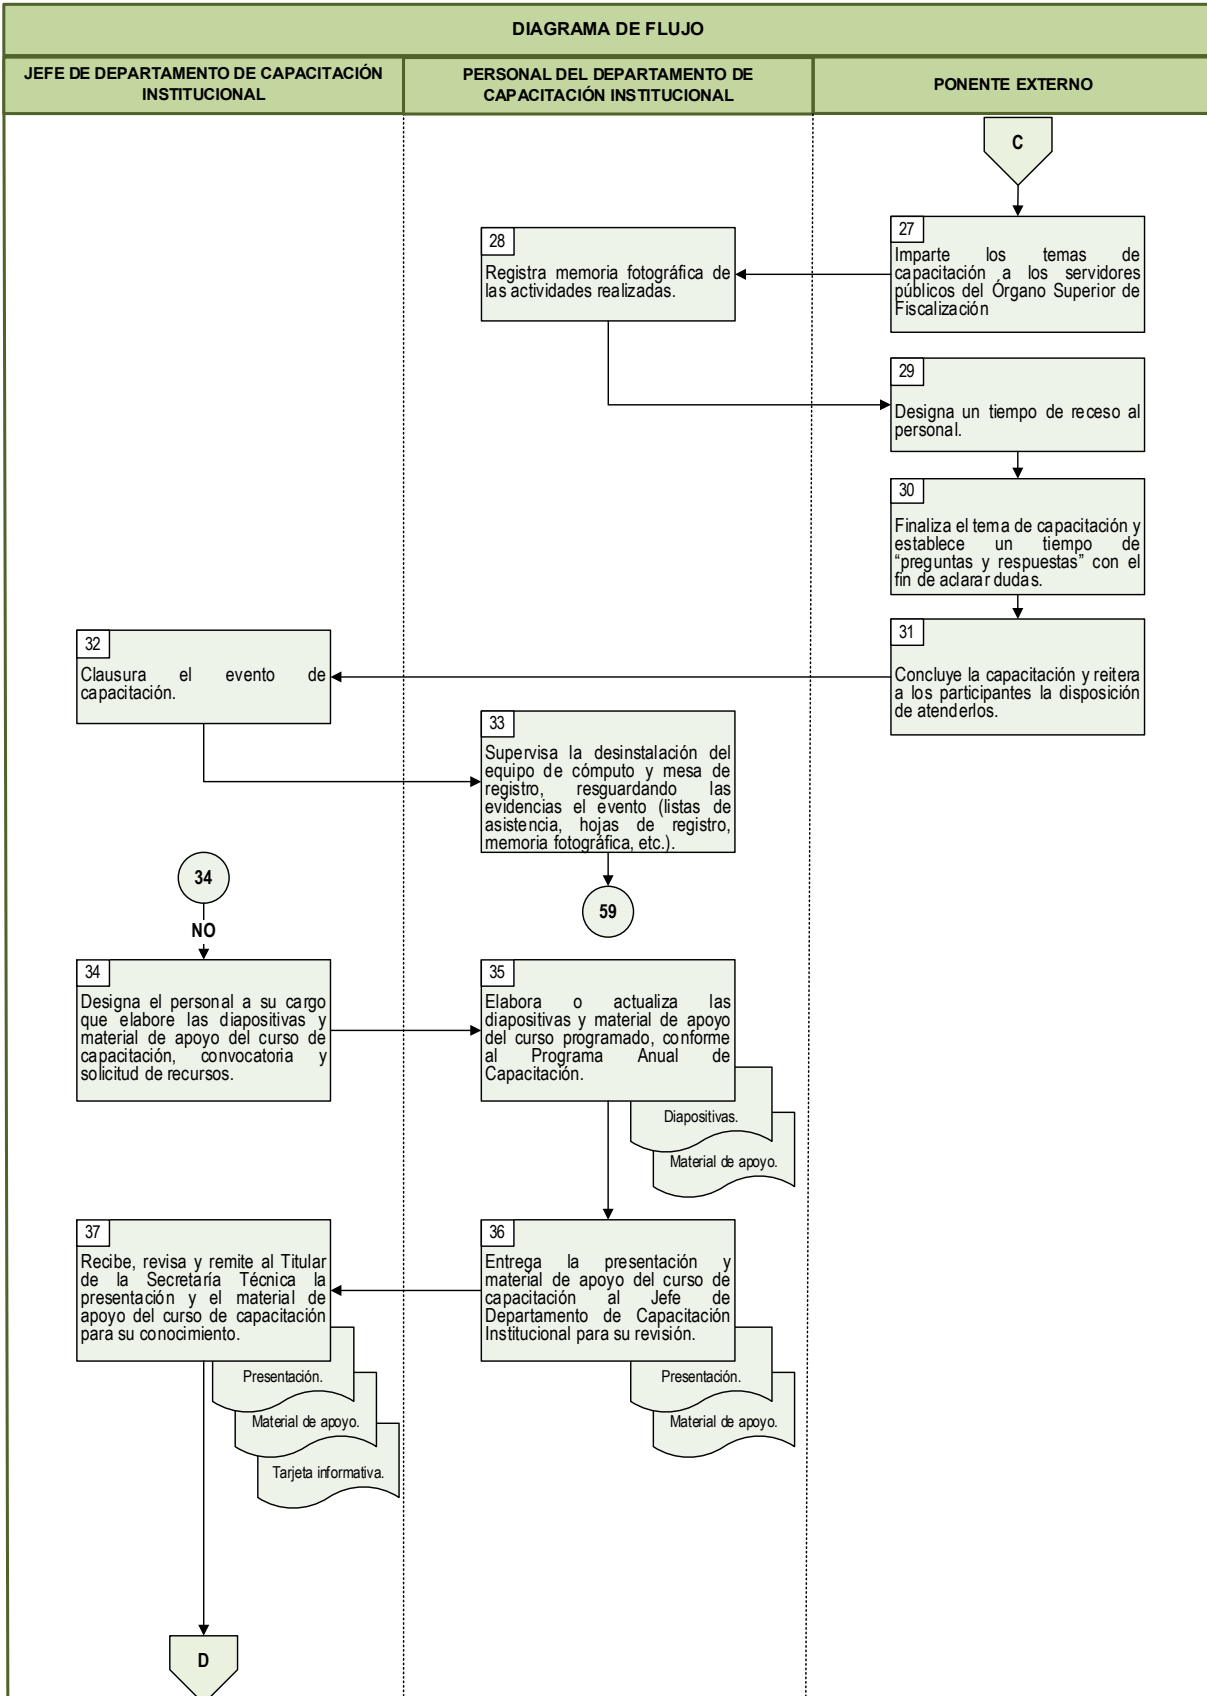 DIAGRAMA DE FLUJO
JEFE DE DEPARTAMENTO DE CAPACITACIÓN
INSTITUCIONAL
PERSONAL DEL DEPARTAMENTO DE
CAPACITACIÓN INSTITUCIONAL
PONENTE EXTERNO
C
27
Imparte los temas de
capacitación a los servidores
públicos del Órgano Superior de
Fiscalización
28
Registra memoria fotográfica de
las actividades realizadas.
29
Designa un tiempo de receso al
personal.
30
Finaliza el tema de capacitación y
establece un tiempo de
“preguntas y respuestas” con el
fin de aclarar dudas.
31
Concluye la capacitación y reitera
a los participantes la disposición
de atenderlos.
32
Clausura el evento de
capacitación.
33
Supervisa la desinstalación del
equipo de cómputo y mesa de
registro, resguardando las
evidencias el evento (listas de
asistencia, hojas de registro,
memoria fotográfica, etc.).
59
34
NO
34
Designa el personal a su cargo
que elabore las diapositivas y
material de apoyo del curso de
capacitación, convocatoria y
solicitud de recursos.
35
Elabora o actualiza las
diapositivas y material de apoyo
del curso programado, conforme
al Programa Anual de
Capacitación.
Diapositivas.
Material de apoyo.
36
Entrega la presentación y
material de apoyo del curso de
capacitación al Jefe de
Departamento de Capacitación
Institucional para su revisión.
Presentación.
Material de apoyo.
37
Recibe, revisa y remite al Titular
de la Secretaría Técnica la
presentación y el material de
apoyo del curso de capacitación
para su conocimiento.
Presentación.
Material de apoyo.
Tarjeta informativa.
D